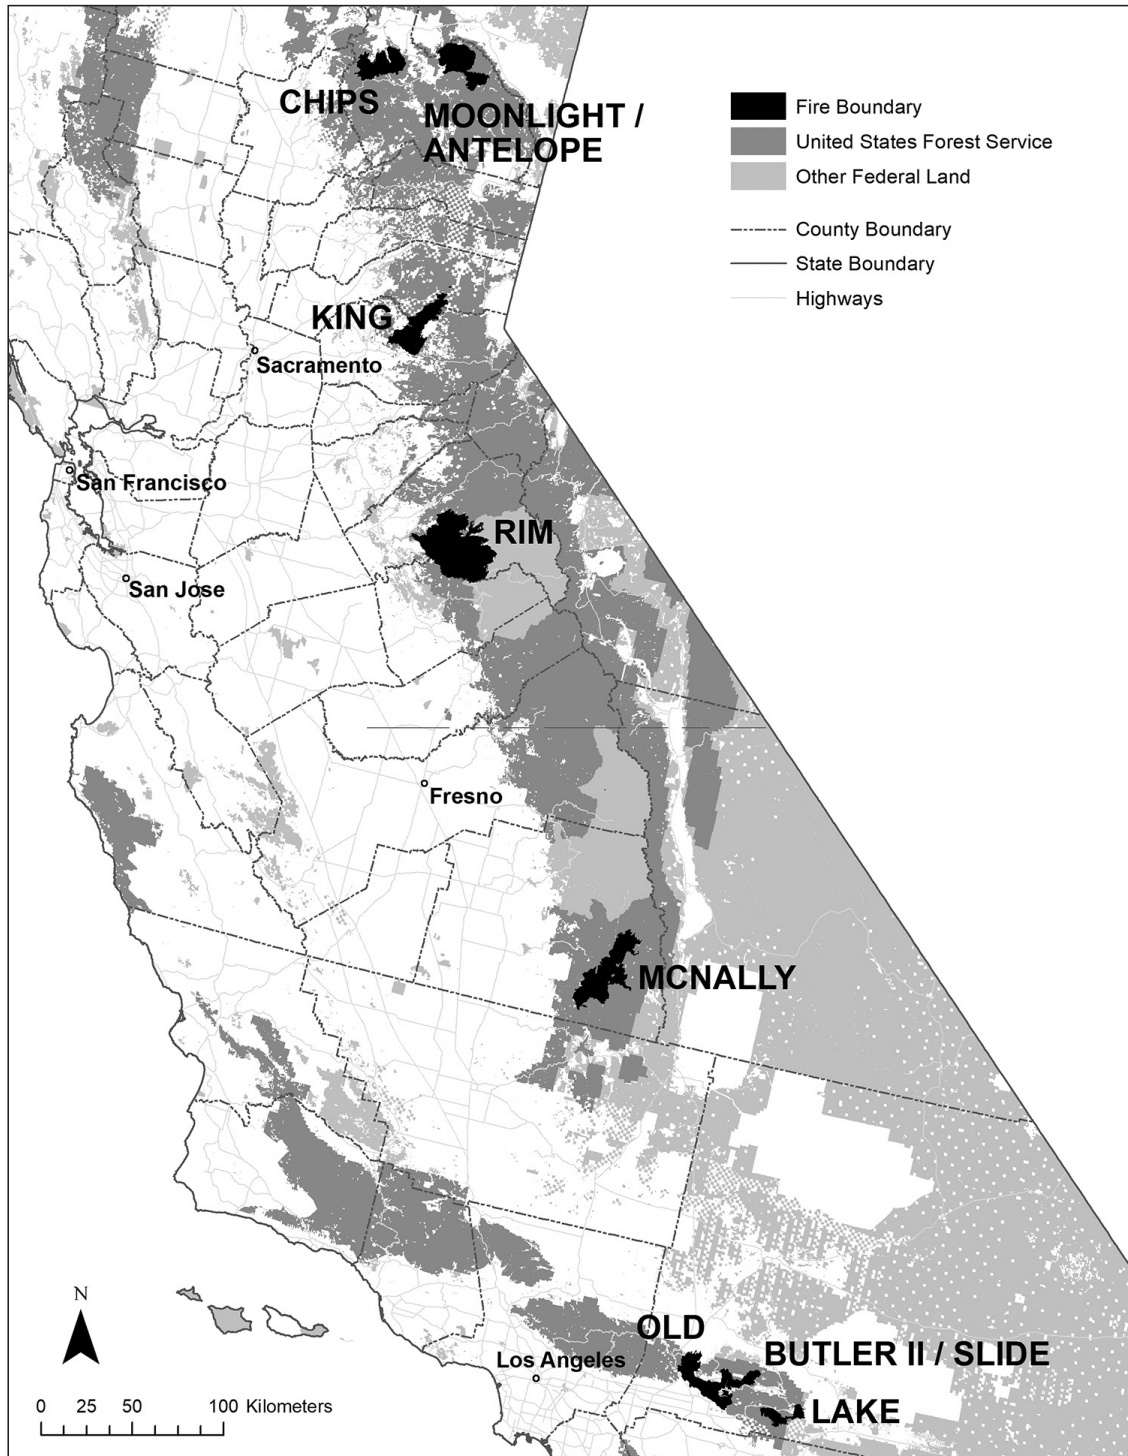 CHIPS
MOONLIGHT /
ANTELOPE
Fire Boundary
United States Forest Service
Other Federal Land
County Boundary
State Boundary
Highways
KING
Sacramento
San Francisco
RIM
San Jose
Fresno
MCNALLY
N
OLD
BUTLER II / SLIDE
Los Angeles
LAKE
0 25 50 100 Kilometers